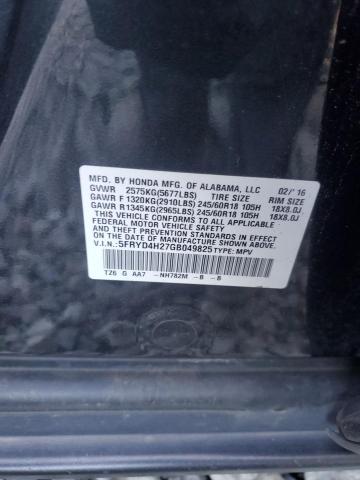 MFD. BY HONDA MFG. OF ALABAMA, LLC 02/'16
GVWR 2575KG(5677LBS) TIRE SIZE RIM SIZE
GAWR F1320KG(2910LBS) 245/60R18 105H 18X8.0J
GAWR R1345KG(2965LBS) 245/60R18 105H 18X8.0J
THIS VEHICLE CONFORMS TO ALL APPLICABLE
FEDERAL MOTOR VEHICLE SAFETY
AND THEFT PREVENTION STANDARDS IN EFFECT
ON THE DATE OF MANUFACTURE SHOWN ABOVE.
V.I.N.:5FRYD4H27GB049825 TYPE: MPV
TZ6 G AA7 -NH782M -B -B